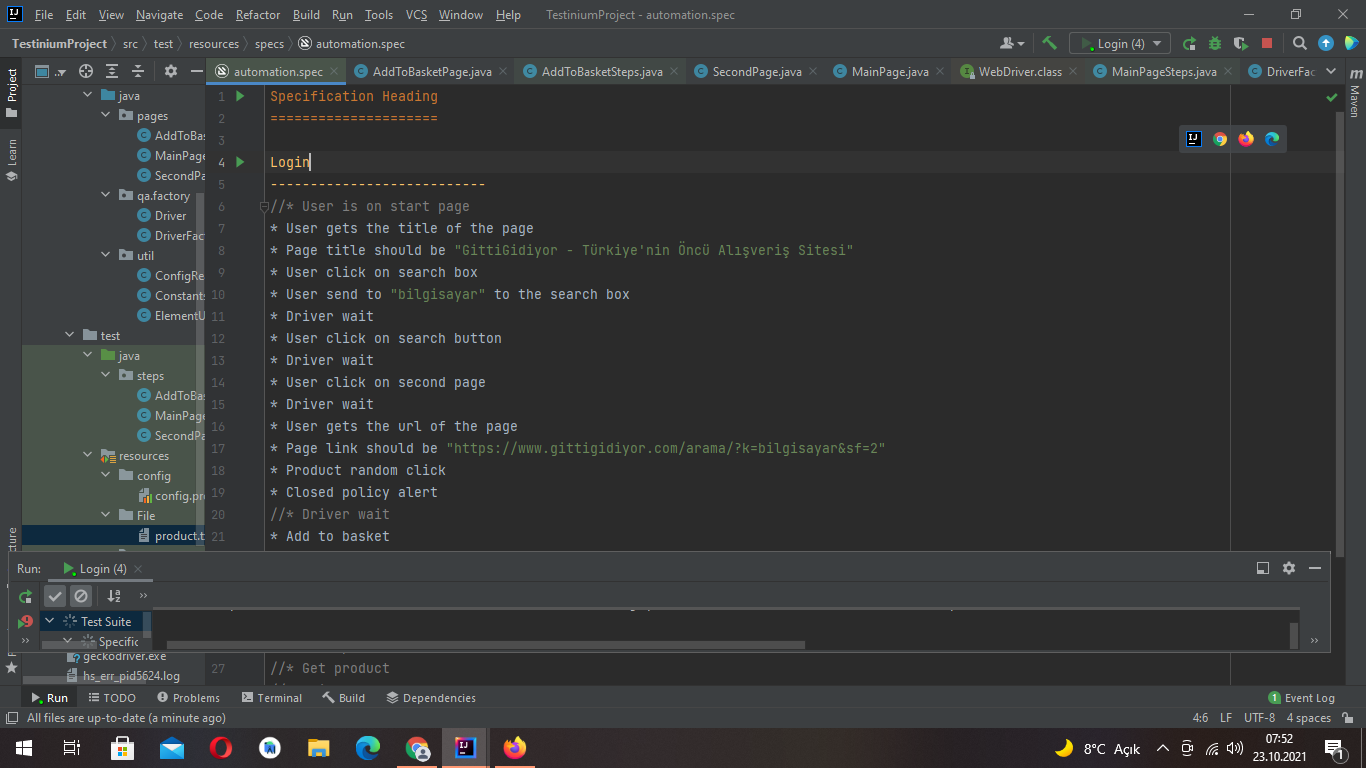 File Edit View Navigate Code Refactor Build Run Tools VCS Window Help TestiniumProject - automation.spec
TestiniumProject src test resources specs automation.spec Login (4)
Project
automation.spec AddToBasketPage.java AddToBasketSteps.java SecondPage.java MainPage.java WebDriver.class MainPageSteps.java DriverFac
Maven
Learn
java
pages
AddToBas
MainPage
SecondPa
qa.factory
Driver
DriverFact
util
ConfigRe
Constants
ElementU
test
java
steps
AddToBas
MainPage
SecondPa
resources
config
config.pro
File
product.t
1 Specification Heading
2 =====================
3
4 Login
5 ---------------------------
6 //* User is on start page
7 * User gets the title of the page
8 * Page title should be "GittiGidiyor - Türkiye'nin Öncü Alışveriş Sitesi"
9 * User click on search box
10 * User send to "bilgisayar" to the search box
11 * Driver wait
12 * User click on search button
13 * Driver wait
14 * User click on second page
15 * Driver wait
16 * User gets the url of the page
17 * Page link should be "https://www.gittigidiyor.com/arama/?k=bilgisayar&sf=2"
18 * Product random click
19 * Closed policy alert
20 //* Driver wait
21 * Add to basket
Run: Login (4)
Test Suite
Specific
geckodriver.exe
hs_err_pid5624.log
27 //* Get product
Run TODO Problems Terminal Build Dependencies 1 Event Log
All files are up-to-date (a minute ago) 4:6 LF UTF-8 4 spaces
8°C Açık 07:52
23.10.2021
1